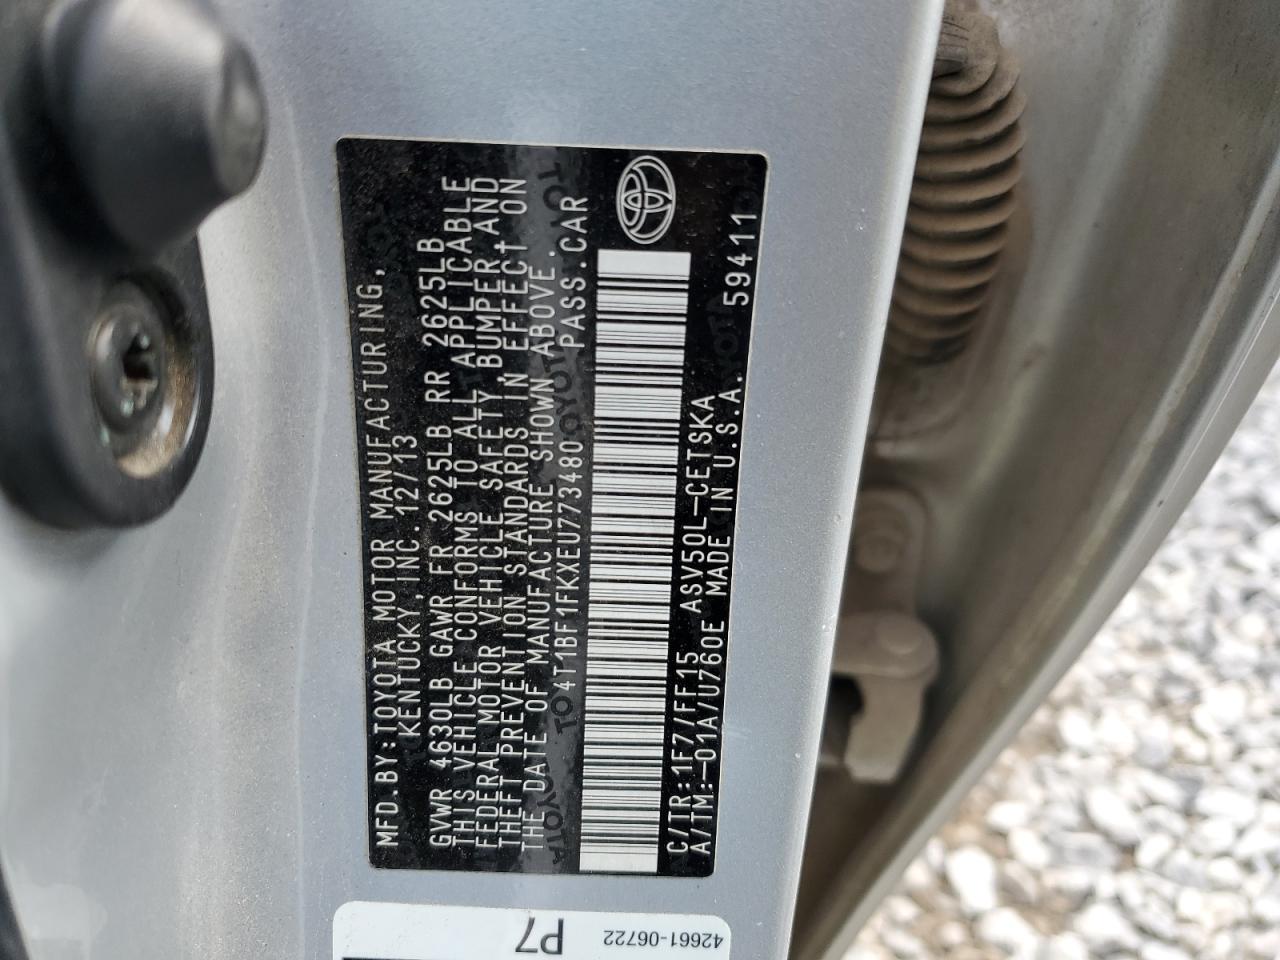 MFD.BY:TOYOTA MOTOR MANUFACTURING,
KENTUCKY,INC. 12/13
GVWR 4630LB GAWR FR 2625LB RR 2625LB
THIS VEHICLE CONFORMS TO ALL APPLICABLE
FEDERAL MOTOR VEHICLE SAFETY, BUMPER, AND
THEFT PREVENTION STANDARDS IN EFFECT ON
THE DATE OF MANUFACTURE SHOWN ABOVE.
4T1BF1FKXEU773480 PASS.CAR
C/TR:1F7/FF15 ASV50L-CETSKA
A/TM:-01A/U760E MADE IN U.S.A. 59411
P7
42661-06722